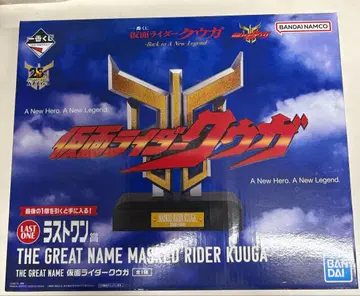 一番くじ
仮面ライダークウガ
-Back to A New Legend-
BANDAI NAMCO
A New Hero. A New Legend.
仮面ライダークウガ
A New Hero. A New Legend.
最後の1個を引くと手に入る!
LAST ONE
ラストワン賞
THE GREAT NAME MASKED RIDER KUUGA
THE GREAT NAME 仮面ライダークウガ 全1種
BANDAI